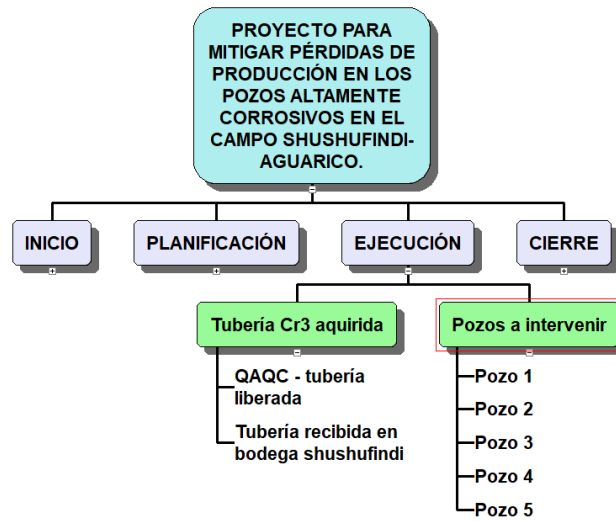 PROYECTO PARA
MITIGAR PÉRDIDAS DE
PRODUCCIÓN EN LOS
POZOS ALTAMENTE
CORROSIVOS EN EL
CAMPO SHUSHUFINDI-
AGUARICO.
INICIO
PLANIFICACIÓN
EJECUCIÓN
CIERRE
Tubería Cr3 aquirida
Pozos a intervenir
QAQC - tubería
liberada
Tubería recibida en
bodega shushufindi
Pozo 1
Pozo 2
Pozo 3
Pozo 4
Pozo 5